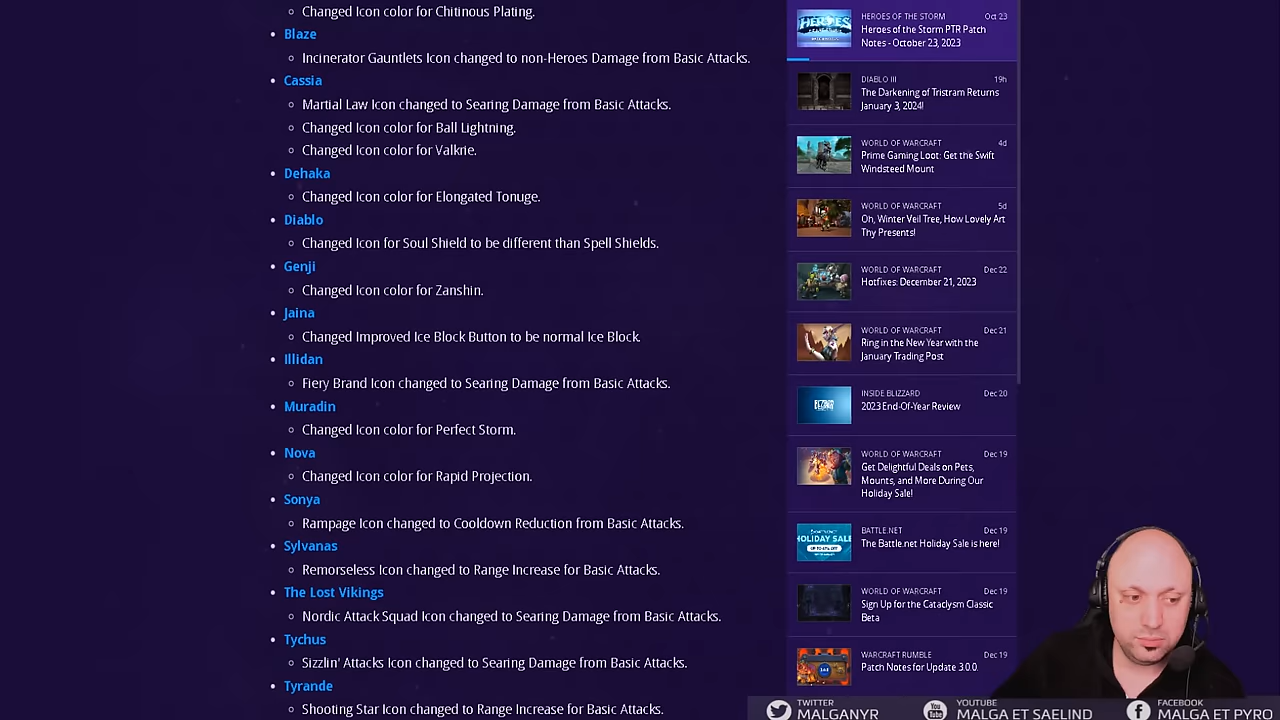 Changed Icon color for Chitinous Plating.
Blaze
Incinerator Gauntlets Icon changed to non-Heroes Damage from Basic Attacks.
Cassia
Martial Law Icon changed to Searing Damage from Basic Attacks.
Changed Icon color for Ball Lightning.
Changed Icon color for Valkrie.
Dehaka
Changed Icon color for Elongated Tonuge.
Diablo
Changed Icon for Soul Shield to be different than Spell Shields.
Genji
Changed Icon color for Zanshin.
Jaina
Changed Improved Ice Block Button to be normal Ice Block.
Illidan
Fiery Brand Icon changed to Searing Damage from Basic Attacks.
Muradin
Changed Icon color for Perfect Storm.
Nova
Changed Icon color for Rapid Projection.
Sonya
Rampage Icon changed to Cooldown Reduction from Basic Attacks.
Sylvanas
Remorseless Icon changed to Range Increase for Basic Attacks.
The Lost Vikings
Nordic Attack Squad Icon changed to Searing Damage from Basic Attacks.
Tychus
Sizzlin' Attacks Icon changed to Searing Damage from Basic Attacks.
Tyrande
Shooting Star Icon changed to Range Increase for Basic Attacks.
HEROES
HEROES OF THE STORM Oct 23
Heroes of the Storm PTR Patch
Notes - October 23, 2023
DIABLO III 19h
The Darkening of Tristram Returns
January 3, 2024!
WORLD OF WARCRAFT 4d
Prime Gaming Loot: Get the Swift
Windsteed Mount
WORLD OF WARCRAFT 5d
Oh, Winter Veil Tree, How Lovely Art
Thy Presents!
WORLD OF WARCRAFT Dec 22
Hotfixes: December 21, 2023
WORLD OF WARCRAFT Dec 21
Ring in the New Year with the
January Trading Post
INSIDE BLIZZARD Dec 20
2023 End-Of-Year Review
WORLD OF WARCRAFT Dec 19
Get Delightful Deals on Pets,
Mounts, and More During Our
Holiday Sale!
HOLIDAY SALE
BATTLE.NET Dec 19
The Battle.net Holiday Sale is here!
WORLD OF WARCRAFT Dec 19
Sign Up for the Cataclysm Classic
Beta
WARCRAFT RUMBLE Dec 19
Patch Notes for Update 3.0.0.
TWITTER
MALGANYR
You Tube
YOUTUBE
MALGA ET SAELIND
FACEBOOK
MALGA ET PYRO